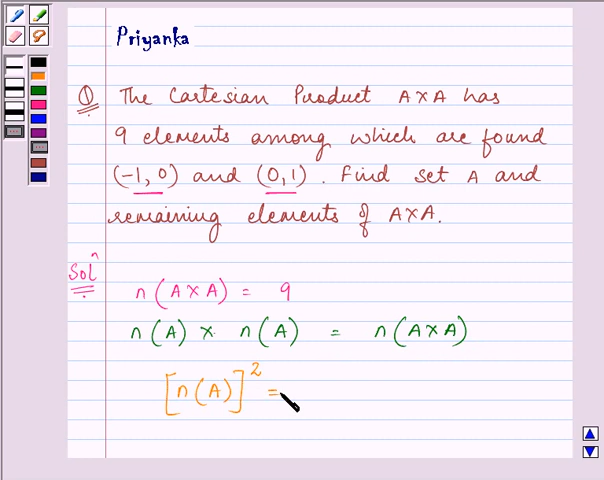 Priyanka
Q The Cartesian Product A×A has
9 elements among which are found
(-1,0) and (0,1). Find set A and
remaining elements of A×A.
Solⁿ
n(A×A) = 9
n(A) × n(A) = n(A×A)
[n(A)]² =